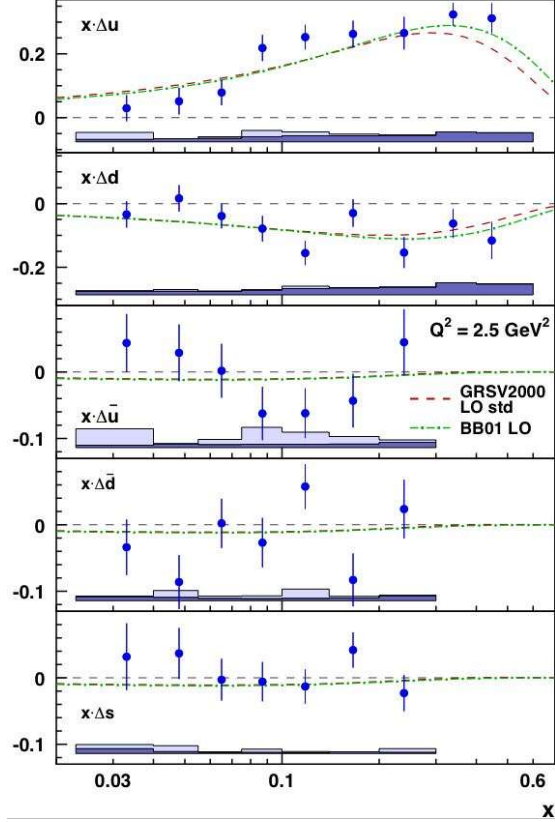 x·Δu
0.2
0
x·Δd
0
-0.2
Q² = 2.5 GeV²
0
GRSV2000
LO std
x·Δū
BB01 LO
-0.1
x·Δd̄
0
-0.1
0
x·Δs
-0.1
0.03 0.1 0.6
x